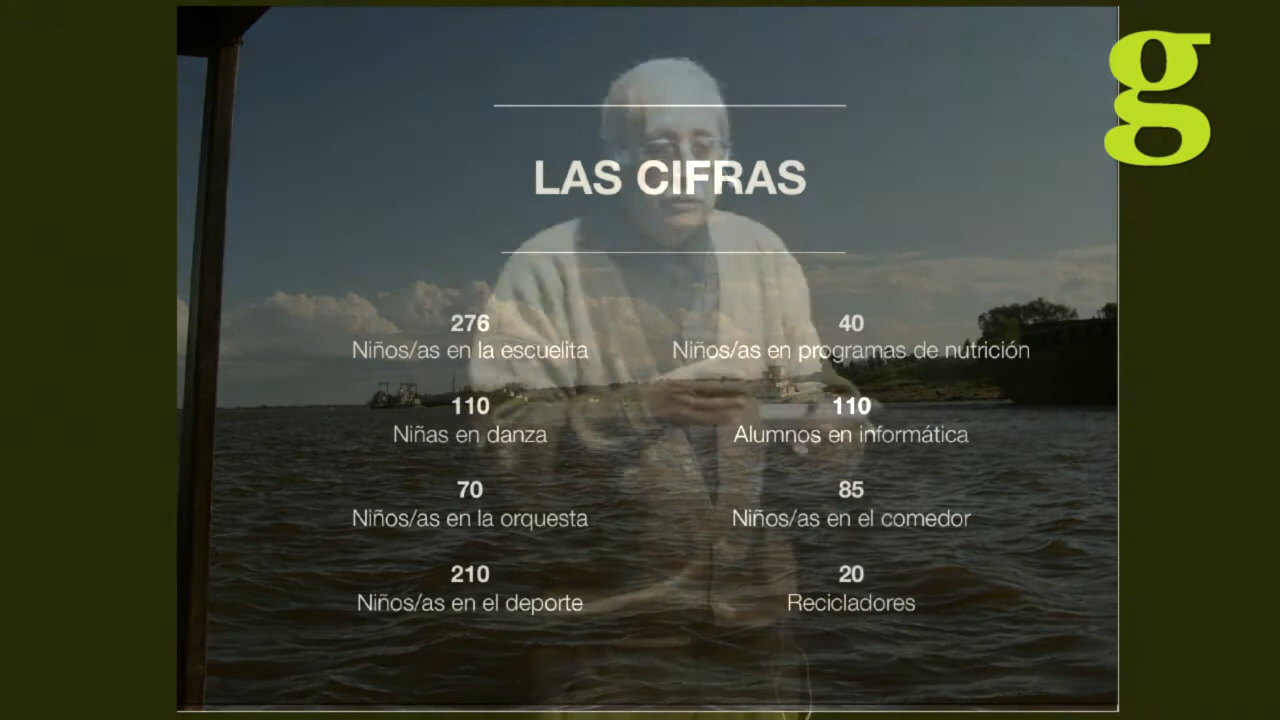 g
LAS CIFRAS
276
Niños/as en la escuelita
110
Niñas en danza
70
Niños/as en la orquesta
210
Niños/as en el deporte
40
Niños/as en programas de nutrición
110
Alumnos en informática
85
Niños/as en el comedor
20
Recicladores